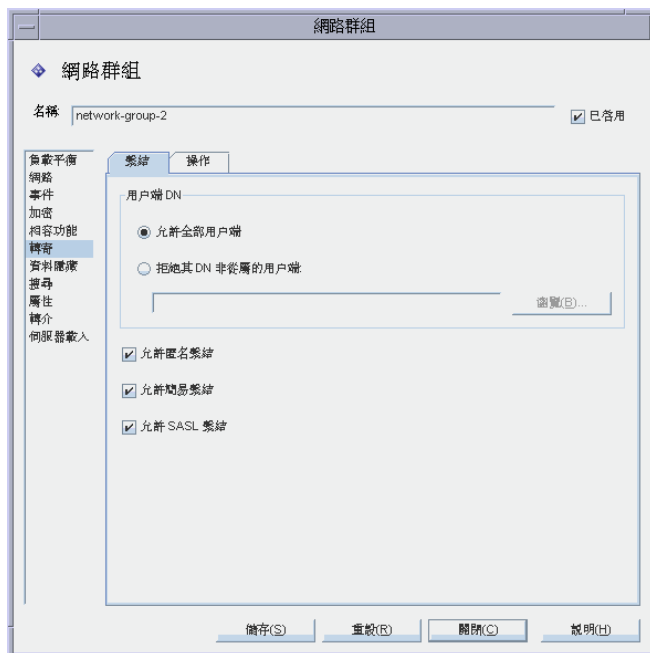 網路群組
網路群組
名稱:
network-group-2
已啓用
負載平衡
網路
事件
加密
相容功能
轉寄
資料隱藏
搜尋
屬性
轉介
伺服器載入
繫結
操作
用戶端 DN
允許全部用戶端
拒絕其 DN 非從屬的用戶端:
瀏覽(B)...
允許匿名繫結
允許簡易繫結
允許 SASL 繫結
儲存(S)
重設(R)
關閉(C)
說明(H)